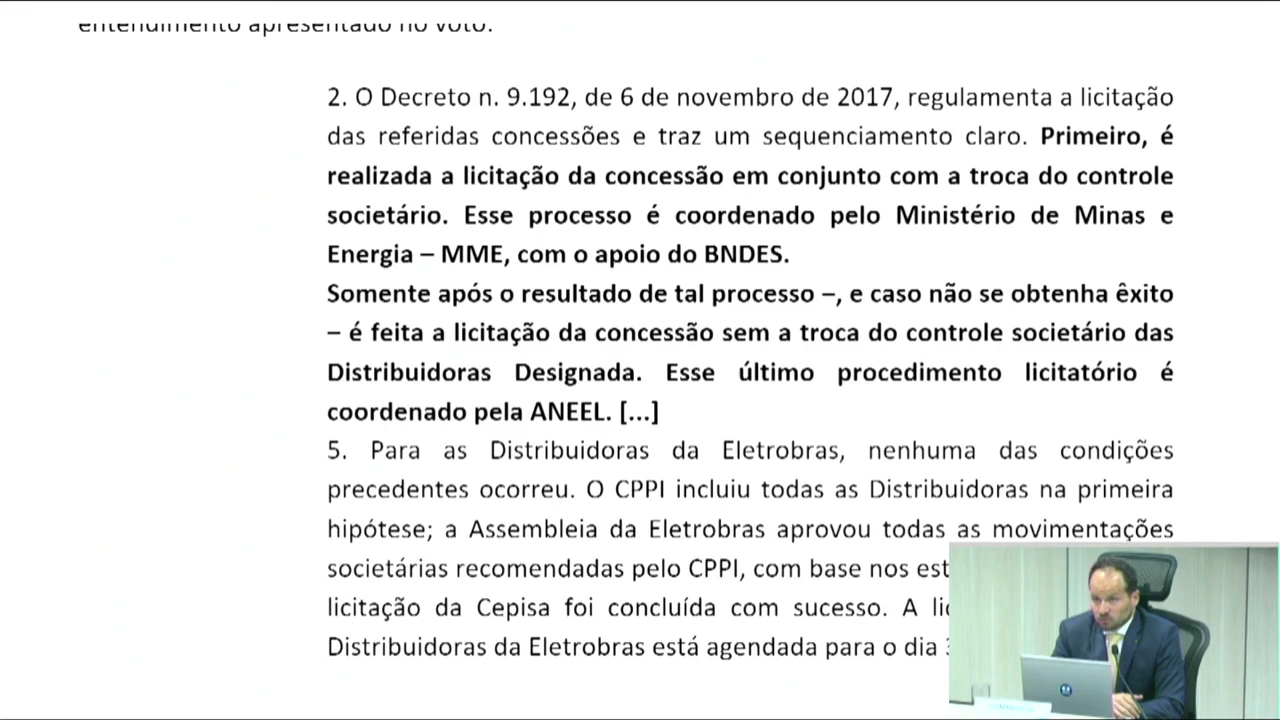 entendimento apresentado no voto.
2. O Decreto n. 9.192, de 6 de novembro de 2017, regulamenta a licitação
das referidas concessões e traz um sequenciamento claro. Primeiro, é
realizada a licitação da concessão em conjunto com a troca do controle
societário. Esse processo é coordenado pelo Ministério de Minas e
Energia – MME, com o apoio do BNDES.
Somente após o resultado de tal processo –, e caso não se obtenha êxito
– é feita a licitação da concessão sem a troca do controle societário das
Distribuidoras Designada. Esse último procedimento licitatório é
coordenado pela ANEEL. [...]
5. Para as Distribuidoras da Eletrobras, nenhuma das condições
precedentes ocorreu. O CPPI incluiu todas as Distribuidoras na primeira
hipótese; a Assembleia da Eletrobras aprovou todas as movimentações
societárias recomendadas pelo CPPI, com base nos est
licitação da Cepisa foi concluída com sucesso. A lic
Distribuidoras da Eletrobras está agendada para o dia